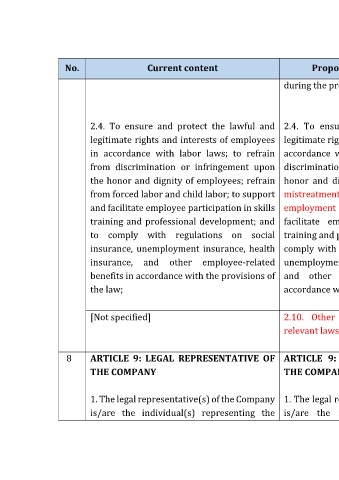 No. Current content Propo
during the pr
2.4. To ensure and protect the lawful and
legitimate rights and interests of employees
in accordance with labor laws; to refrain
from discrimination or infringement upon
the honor and dignity of employees; refrain
from forced labor and child labor; to support
and facilitate employee participation in skills
training and professional development; and
to comply with regulations on social
insurance, unemployment insurance, health
insurance, and other employee-related
benefits in accordance with the provisions of
the law;
2.4. To ensu
legitimate rig
accordance w
discriminatio
honor and di
mistreatment
employment
facilitate em
training and p
comply with
unemployme
and other
accordance w
[Not specified]
2.10. Other
relevant laws
8
ARTICLE 9: LEGAL REPRESENTATIVE OF
THE COMPANY
1. The legal representative(s) of the Company
is/are the individual(s) representing the
ARTICLE 9:
THE COMPA
1. The legal r
is/are the